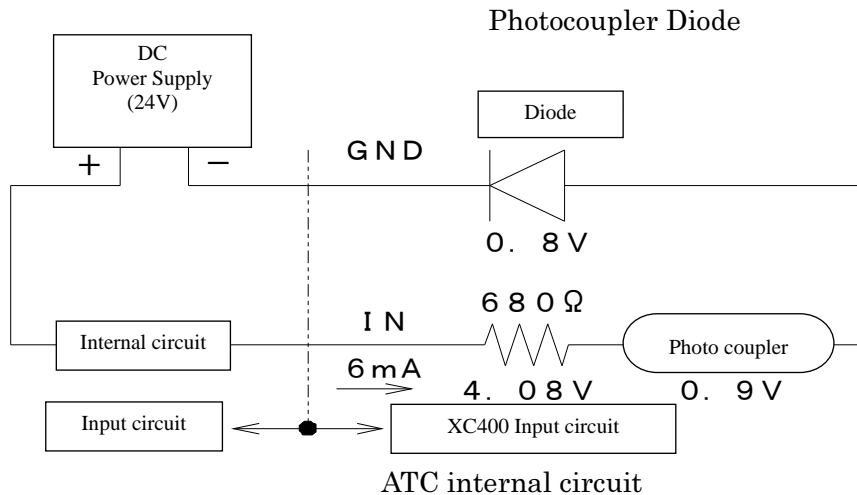 Photocoupler Diode
DC
Power Supply
(24V)
Diode
+ −
GND
0. 8V
680Ω
IN
Internal circuit
Photo coupler
6mA
4. 08V
0. 9V
Input circuit
XC400 Input circuit
ATC internal circuit